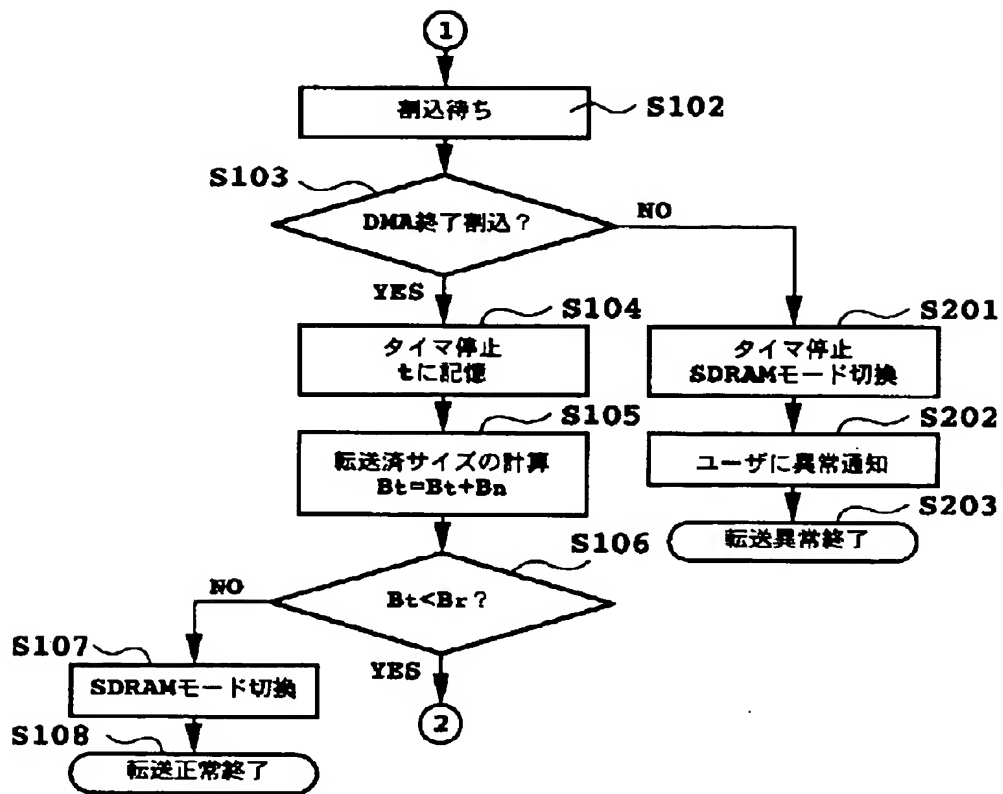 1
割込待ち
S102
S103
DMA終了割込？
NO
YES
S104
タイマ停止
tに記憶
S201
タイマ停止
SDRAMモード切換
S105
転送済サイズの計算
Bt=Bt+Bn
S202
ユーザに異常通知
S203
転送異常終了
S106
Bt<Br？
NO
YES
S107
SDRAMモード切換
2
S108
転送正常終了